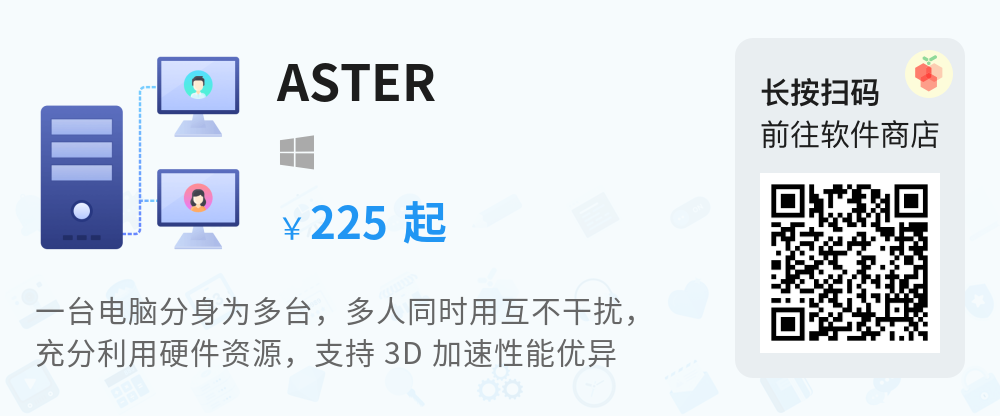 ASTER
¥ 225 起
一台电脑分身为多台，多人同时用互不干扰，
充分利用硬件资源，支持 3D 加速性能优异
长按扫码
前往软件商店